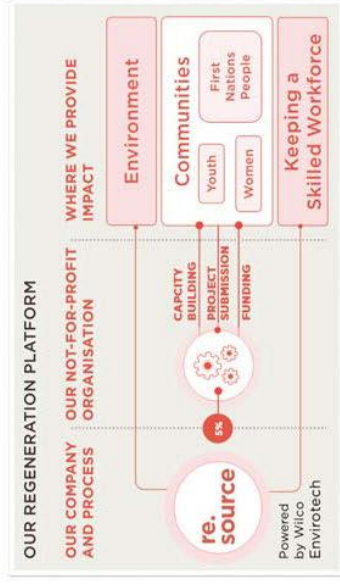 OUR REGENERATION PLATFORM
OUR COMPANY
AND PROCESS
OUR NOT-FOR-PROFIT
ORGANISATION
WHERE WE PROVIDE
IMPACT
re.
source
Powered
by Wilco
Envirotech
5%
CAPCITY
BUILDING
PROJECT
SUBMISSION
FUNDING
Environment
Communities
Youth
Women
First
Nations
People
Keeping a
Skilled Workforce